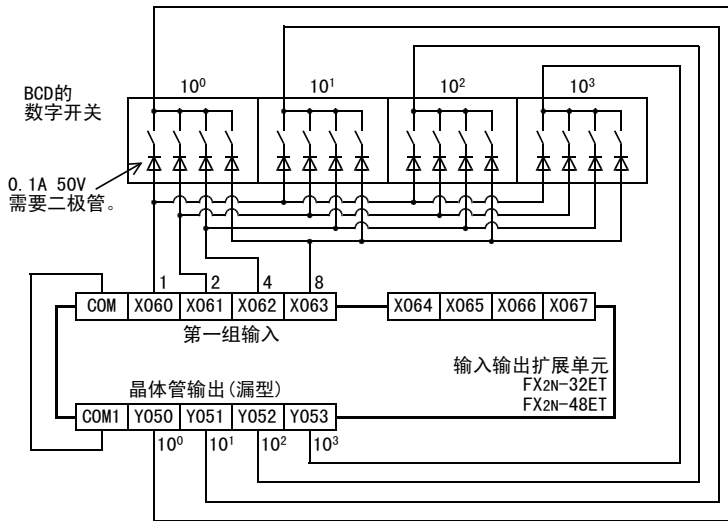 BCD的
数字开关
10⁰ 10¹ 10² 10³
0.1A 50V
需要二极管。
1 2 4 8
COM X060 X061 X062 X063 X064 X065 X066 X067
第一组输入
输入输出扩展单元
FX2N-32ET
FX2N-48ET
晶体管输出(漏型)
COM1 Y050 Y051 Y052 Y053
10⁰ 10¹ 10² 10³